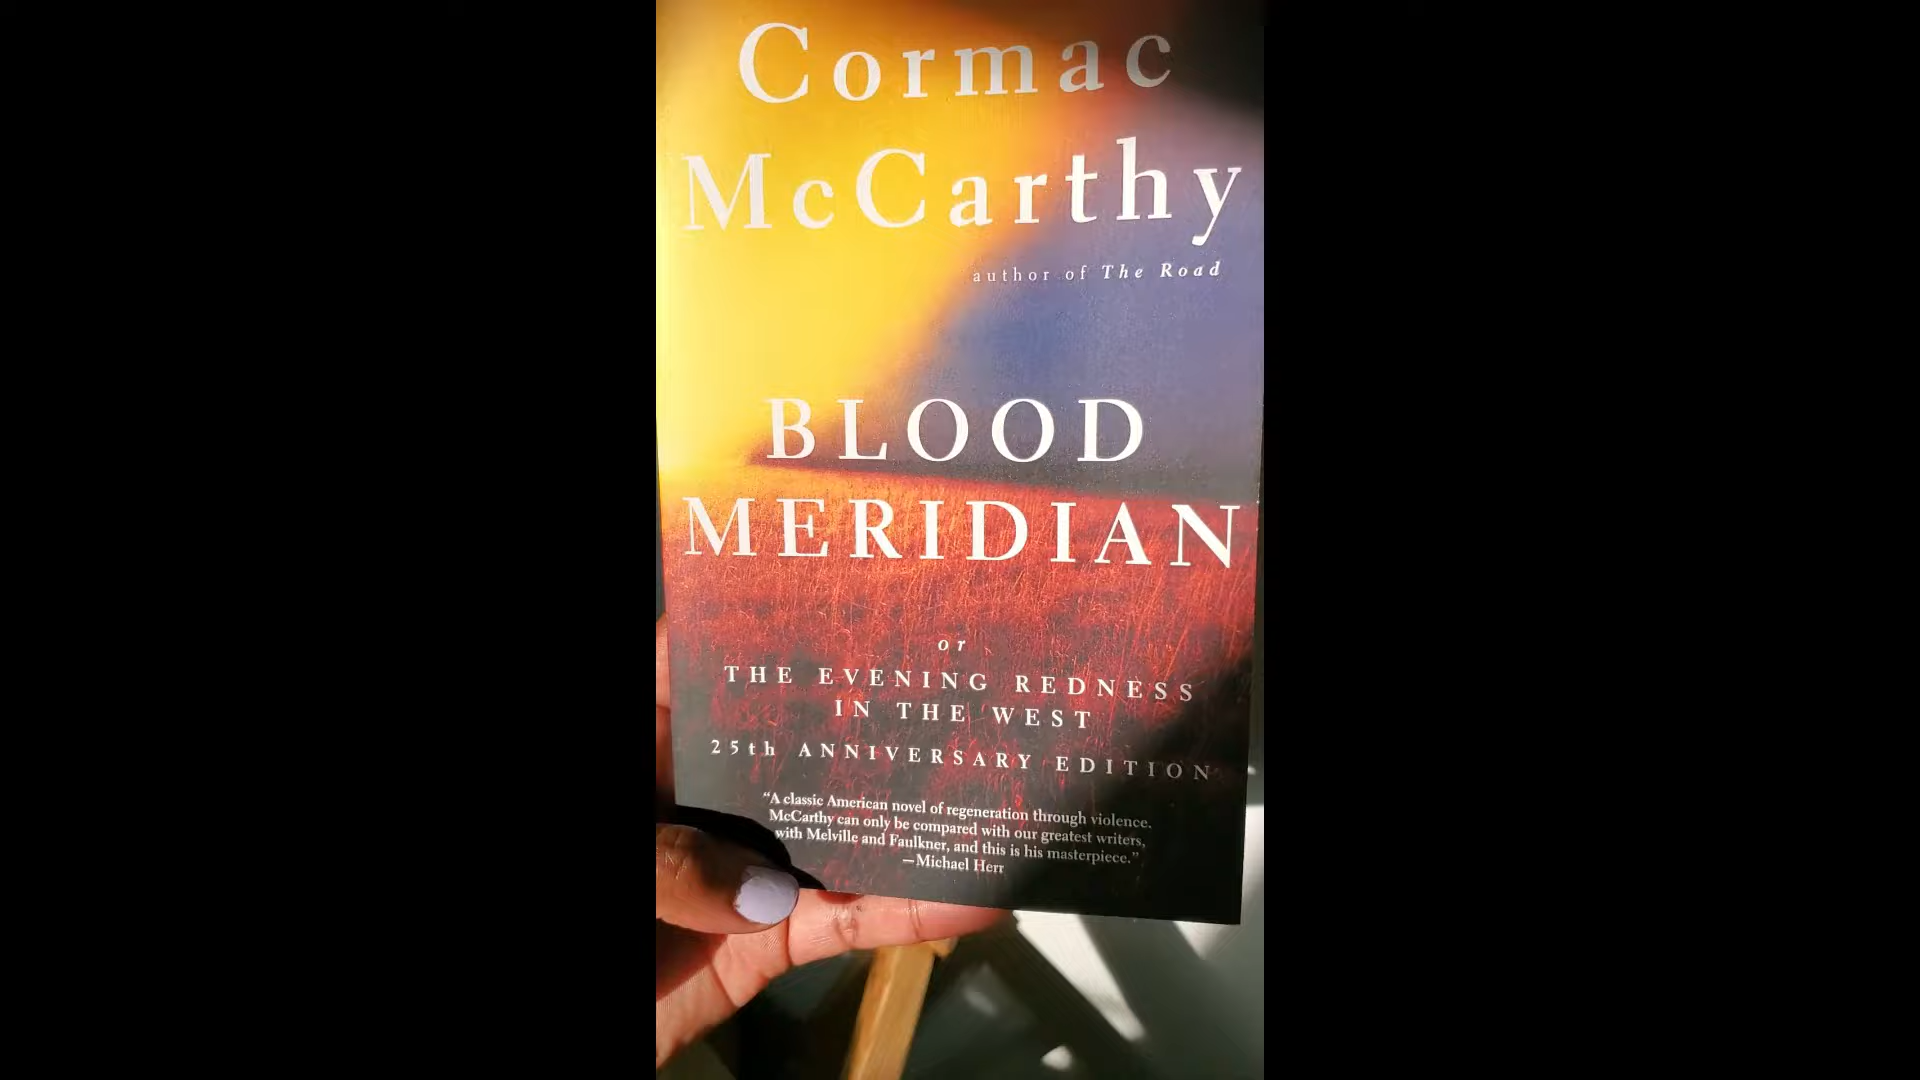 Cormac
McCarthy
author of The Road
BLOOD
MERIDIAN
or
THE EVENING REDNESS
IN THE WEST
25th ANNIVERSARY EDITION
“A classic American novel of regeneration through violence.
McCarthy can only be compared with our greatest writers,
with Melville and Faulkner, and this is his masterpiece.”
—Michael Herr